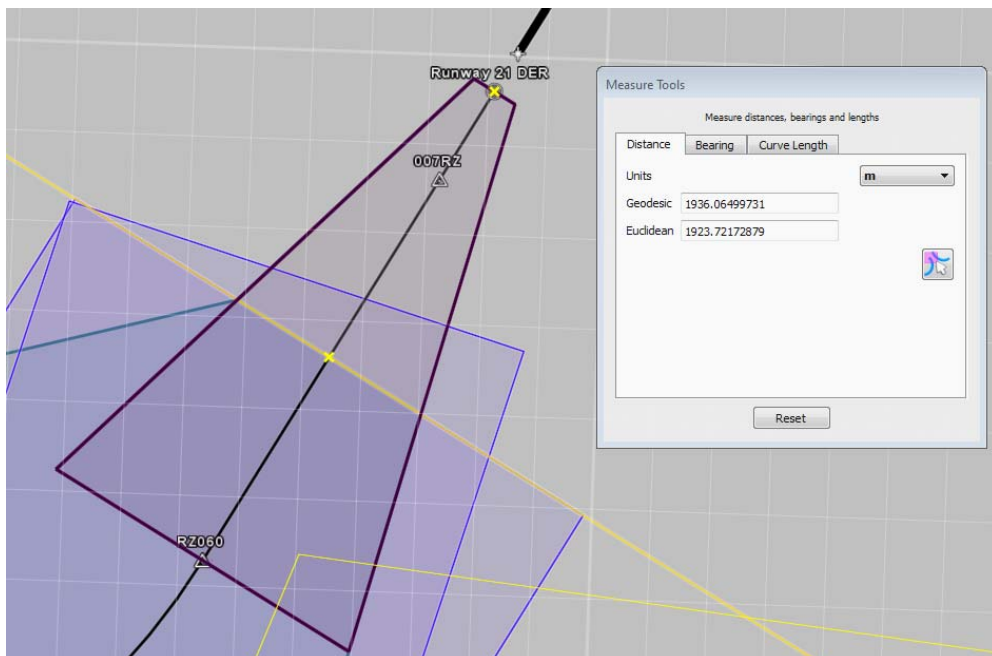 Runway 21 DER
007RZ
RZ060
Measure Tools
Measure distances, bearings and lengths
Distance Bearing Curve Length
Units m
Geodesic 1936.06499731
Euclidean 1923.72172879
Reset